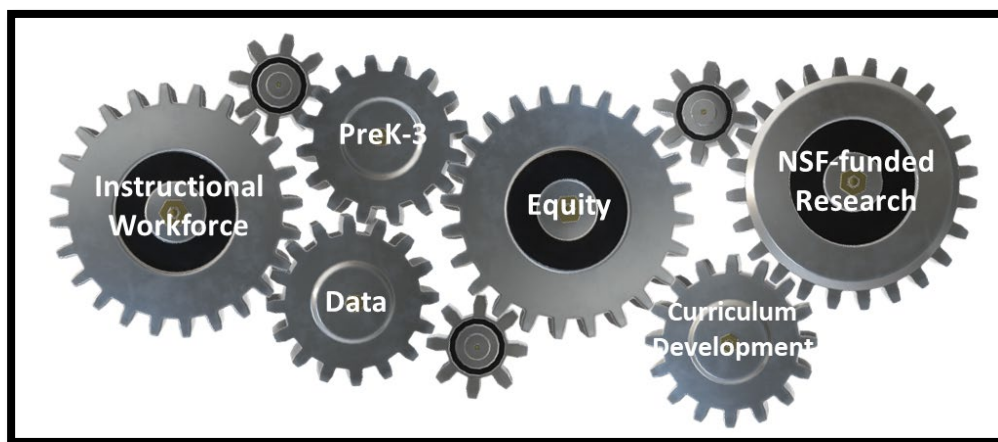 Instructional
Workforce
PreK-3
Data
Equity
NSF-funded
Research
Curriculum
Development